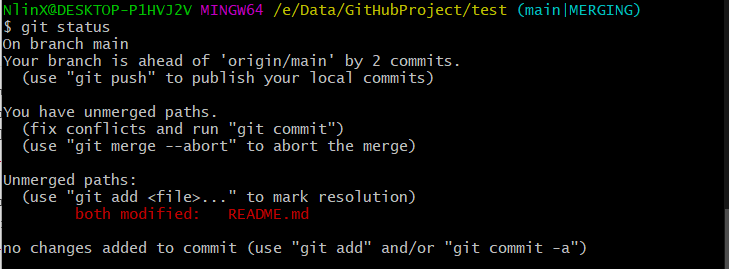 NlinX@DESKTOP-P1HVJ2V MINGW64 /e/Data/GitHubProject/test (main|MERGING)
$ git status
On branch main
Your branch is ahead of 'origin/main' by 2 commits.
  (use "git push" to publish your local commits)

You have unmerged paths.
  (fix conflicts and run "git commit")
  (use "git merge --abort" to abort the merge)

Unmerged paths:
  (use "git add <file>..." to mark resolution)
        both modified:   README.md

no changes added to commit (use "git add" and/or "git commit -a")